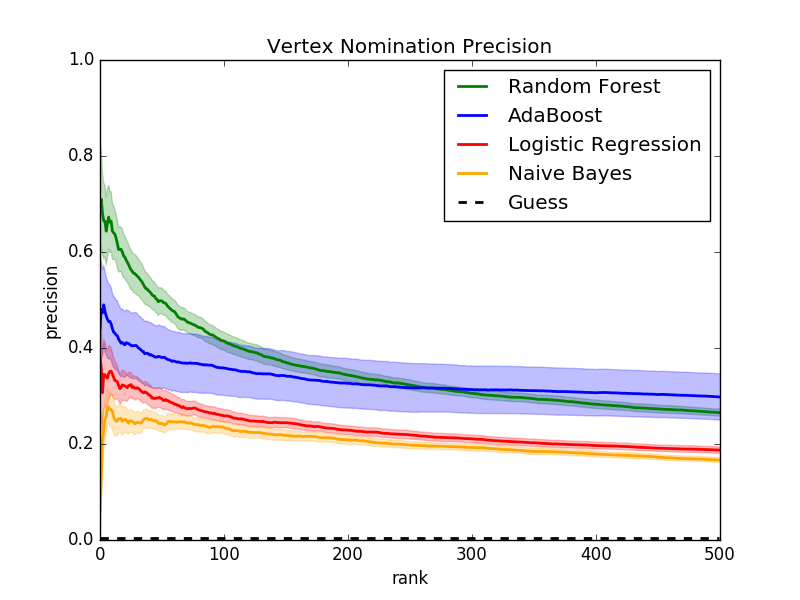 Vertex Nomination Precision
1.0
0.8
0.6
0.4
0.2
0.0
precision
Random Forest
AdaBoost
Logistic Regression
Naive Bayes
Guess
0 100 200 300 400 500
rank